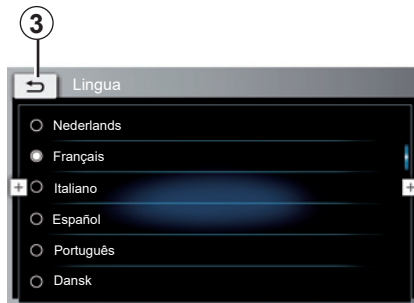 3
Lingua
Nederlands
Français
Italiano
Español
Português
Dansk